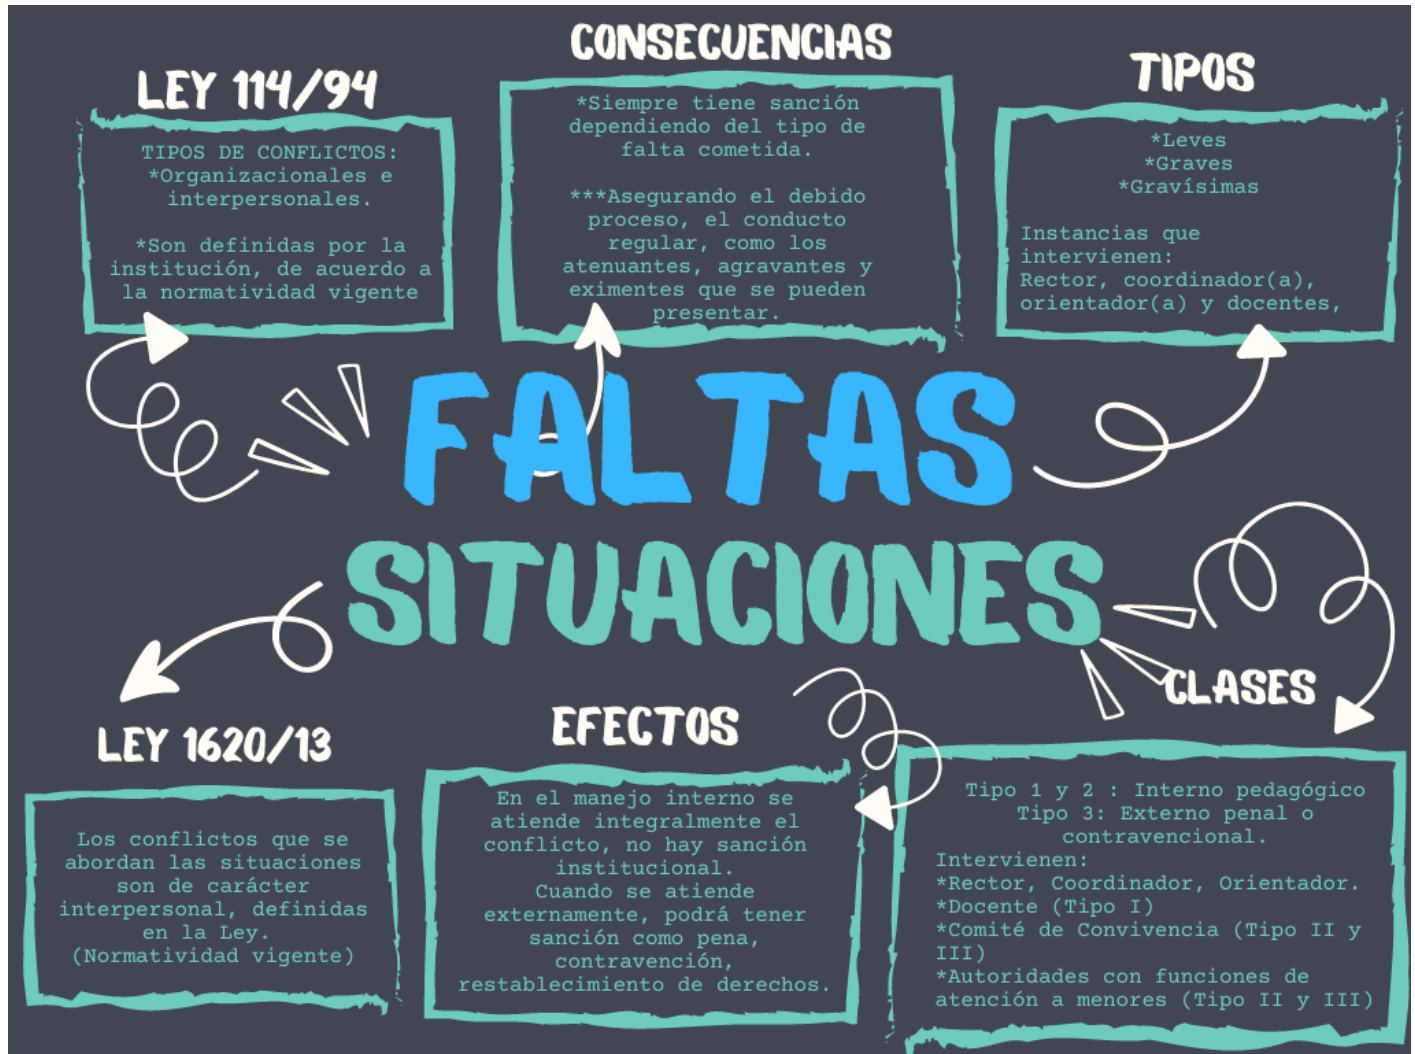 LEY 114/94
TIPOS DE CONFLICTOS:
*Organizacionales e
interpersonales.
*Son definidas por la
institución, de acuerdo a
la normatividad vigente
CONSECUENCIAS
*Siempre tiene sanción
dependiendo del tipo de
falta cometida.
***Asegurando el debido
proceso, el conducto
regular, como los
atenuantes, agravantes y
eximentes que se pueden
presentar.
TIPOS
*Leves
*Graves
*Gravísimas
Instancias que
intervienen:
Rector, coordinador(a),
orientador(a) y docentes,
FALTAS
SITUACIONES
LEY 1620/13
Los conflictos que se
abordan las situaciones
son de carácter
interpersonal, definidas
en la Ley.
(Normatividad vigente)
EFECTOS
En el manejo interno se
atiende integralmente el
conflicto, no hay sanción
institucional.
Cuando se atiende
externamente, podrá tener
sanción como pena,
contravención,
restablecimiento de derechos.
CLASES
Tipo 1 y 2 : Interno pedagógico
Tipo 3: Externo penal o
contravencional.
Intervienen:
*Rector, Coordinador, Orientador.
*Docente (Tipo I)
*Comité de Convivencia (Tipo II y
III)
*Autoridades con funciones de
atención a menores (Tipo II y III)